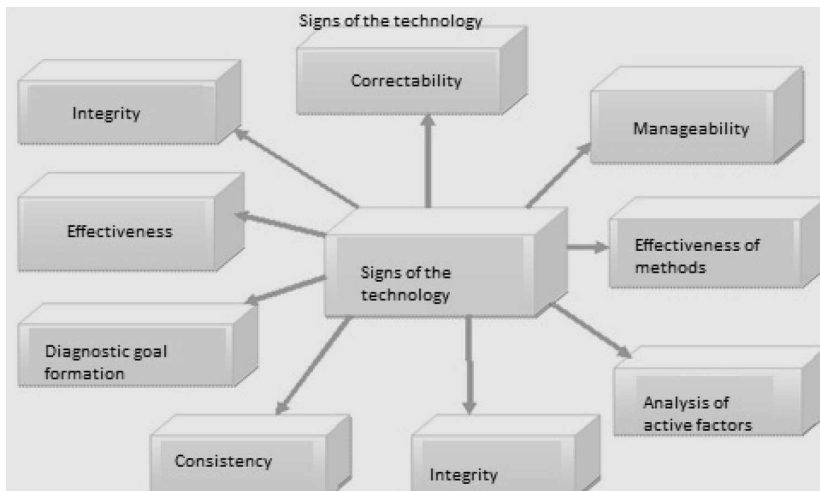 Signs of the technology
Correctability
Integrity
Manageability
Effectiveness
Effectiveness of
methods
Signs of the
technology
Diagnostic goal
formation
Analysis of
active factors
Consistency
Integrity